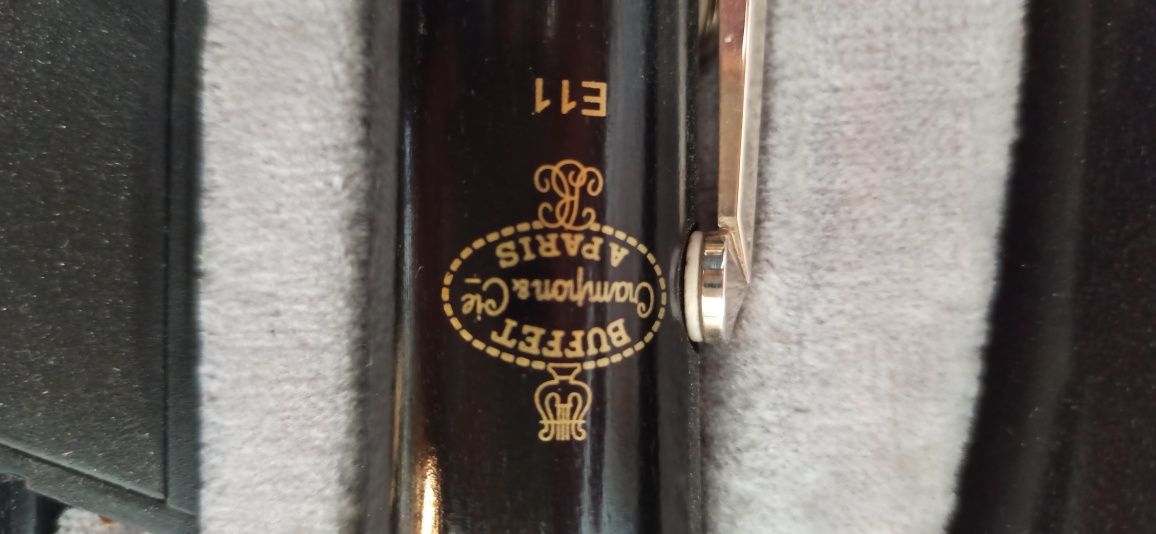 BUFFET
Crampon & Cie
A PARIS
E11